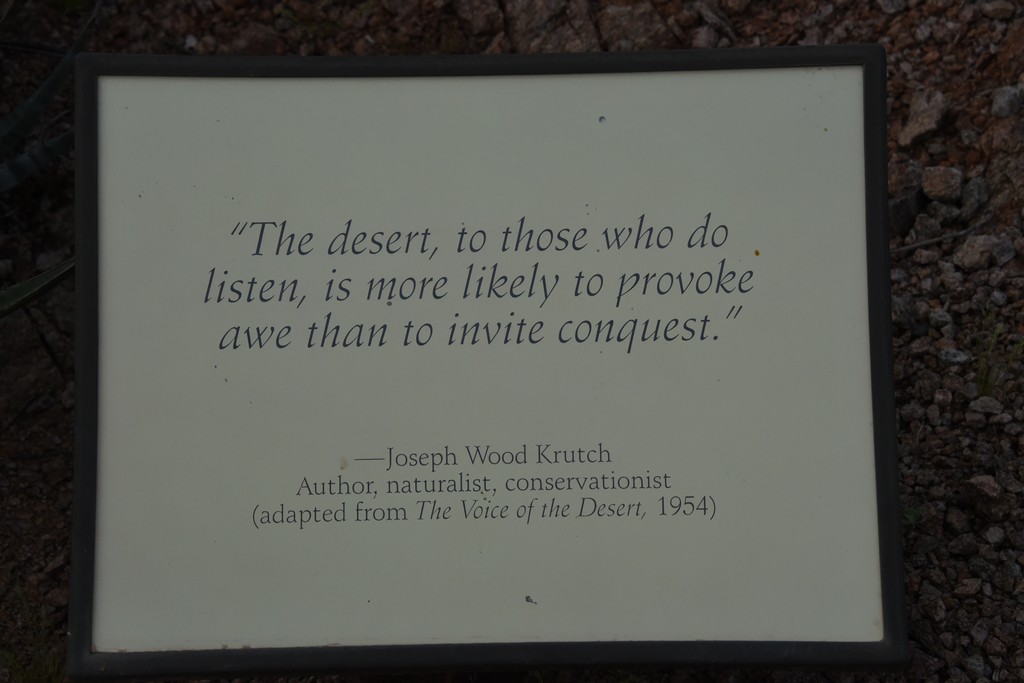 “The desert, to those who do
listen, is more likely to provoke
awe than to invite conquest.”
—Joseph Wood Krutch
Author, naturalist, conservationist
(adapted from The Voice of the Desert, 1954)